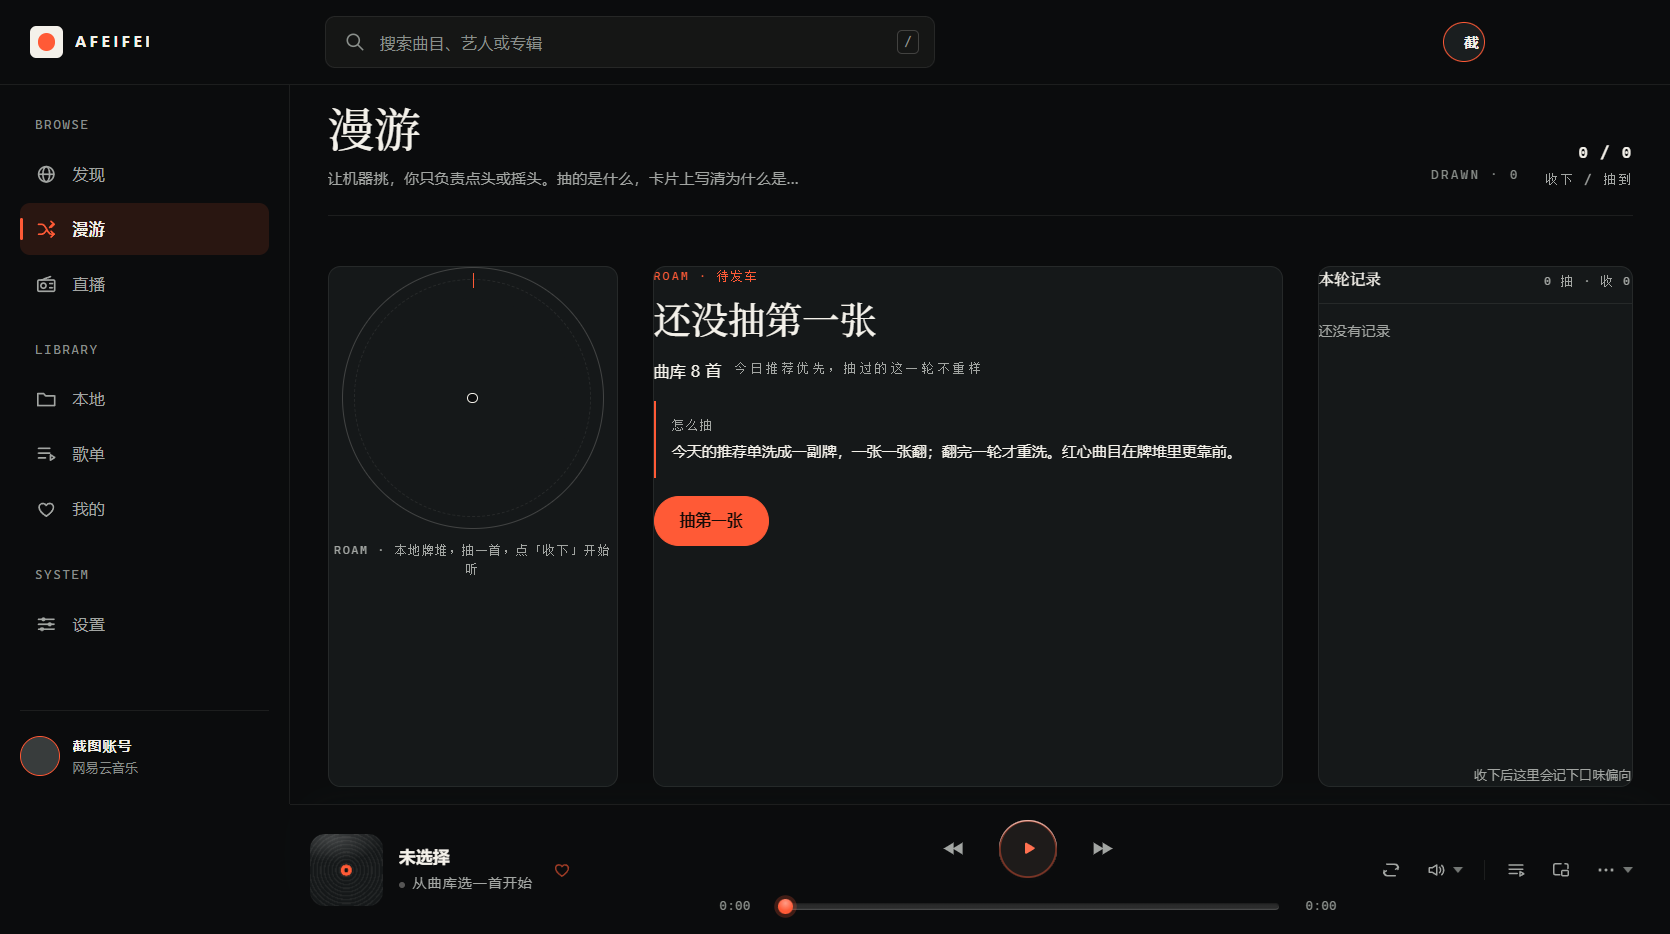 AFEIFEI
搜索曲目、艺人或专辑
/
截
BROWSE
发现
漫游
直播
LIBRARY
本地
歌单
我的
SYSTEM
设置
截图账号
网易云音乐
漫游
让机器挑，你只负责点头或摇头。抽的是什么，卡片上写清为什么是...
DRAWN · 0
0 / 0
收下 / 抽到
ROAM · 本地牌堆，抽一首，点「收下」开始
听
ROAM · 待发车
还没抽第一张
曲库 8 首 今日推荐优先，抽过的这一轮不重样
怎么抽
今天的推荐单洗成一副牌，一张一张翻；翻完一轮才重洗。红心曲目在牌堆里更靠前。
抽第一张
本轮记录
0 抽 · 收 0
还没有记录
收下后这里会记下口味偏向
未选择
从曲库选一首开始
0:00
0:00